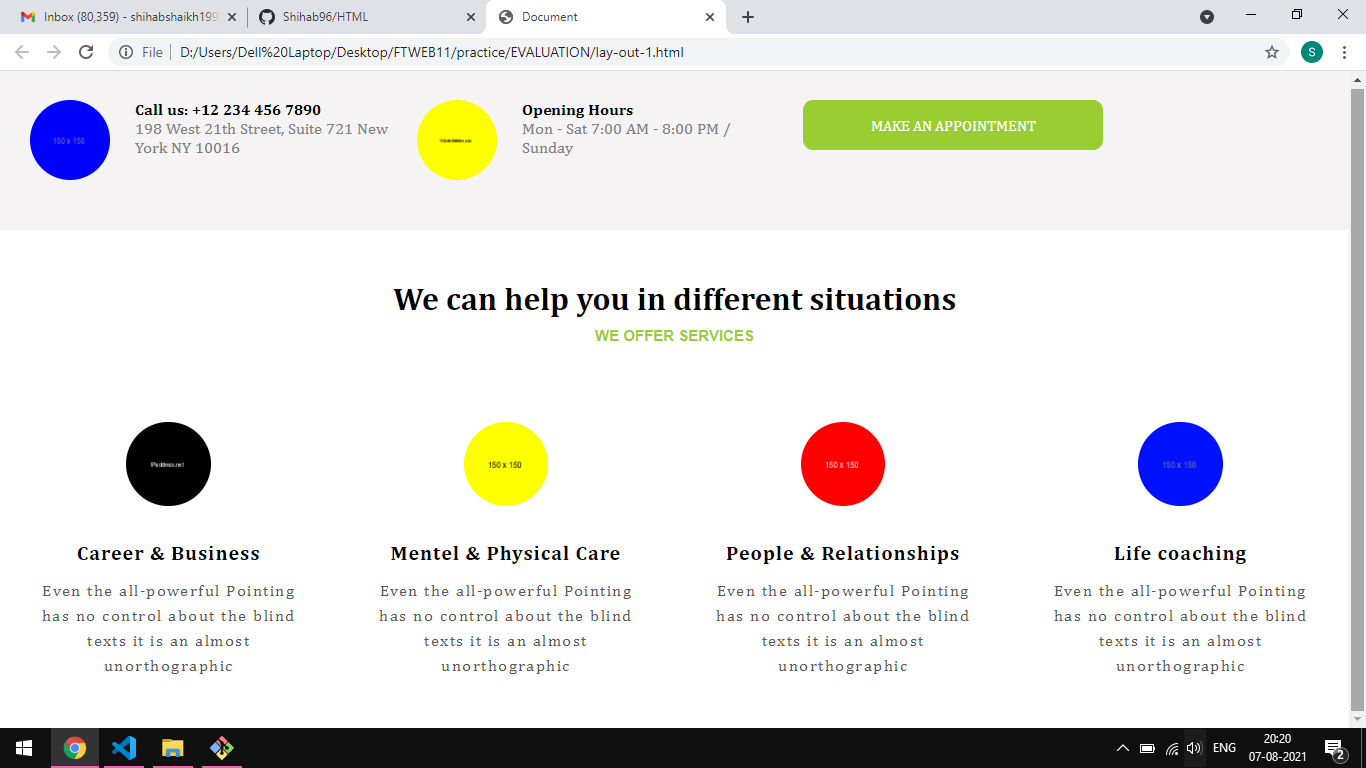 Inbox (80,359) - shihabshaikh199
Shihab96/HTML
Document
File
D:/Users/Dell%20Laptop/Desktop/FTWEB11/practice/EVALUATION/lay-out-1.html
S
150 x 150
Call us: +12 234 456 7890
198 West 21th Street, Suite 721 New
York NY 10016
Opening Hours
Mon - Sat 7:00 AM - 8:00 PM /
Sunday
MAKE AN APPOINTMENT
We can help you in different situations
WE OFFER SERVICES
IPaddress.net
150 x 150
150 x 150
150 x 150
Career & Business
Even the all-powerful Pointing
has no control about the blind
texts it is an almost
unorthographic
Mentel & Physical Care
Even the all-powerful Pointing
has no control about the blind
texts it is an almost
unorthographic
People & Relationships
Even the all-powerful Pointing
has no control about the blind
texts it is an almost
unorthographic
Life coaching
Even the all-powerful Pointing
has no control about the blind
texts it is an almost
unorthographic
ENG
20:20
07-08-2021
2